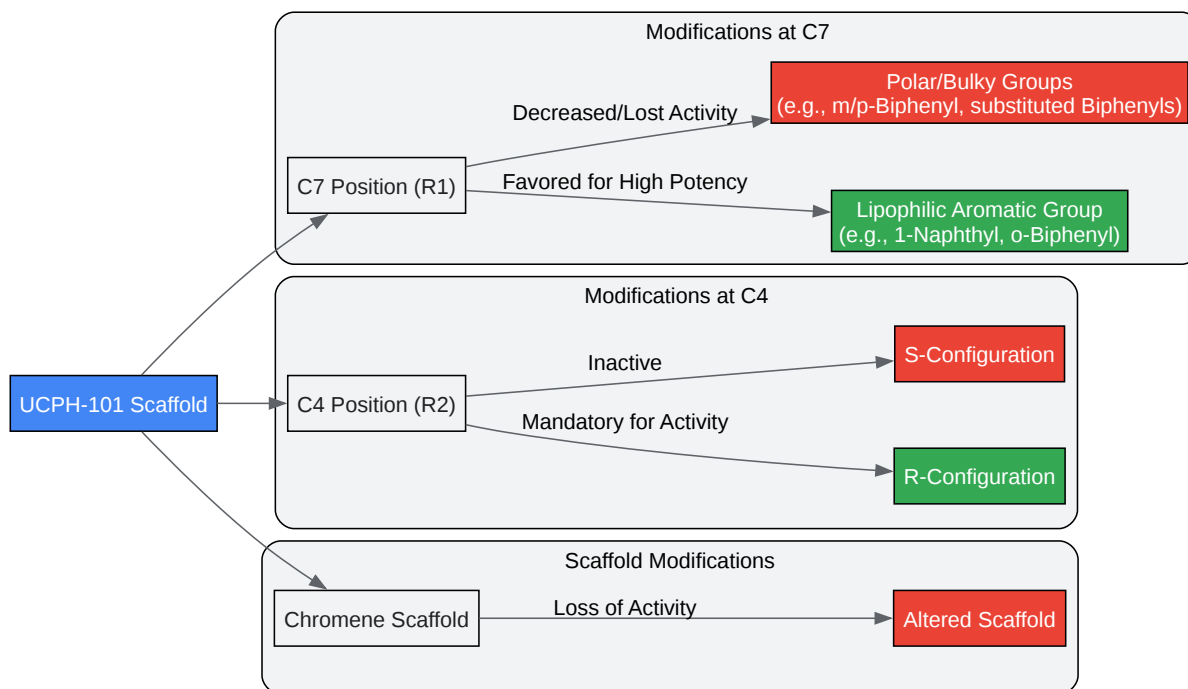 Modifications at C7
Polar/Bulky Groups
(e.g., m/p-Biphenyl, substituted Biphenyls)
Decreased/Lost Activity
C7 Position (R1)
Favored for High Potency
Lipophilic Aromatic Group
(e.g., 1-Naphthyl, o-Biphenyl)
Modifications at C4
S-Configuration
Inactive
UCPH-101 Scaffold
C4 Position (R2)
Mandatory for Activity
R-Configuration
Scaffold Modifications
Chromene Scaffold
Loss of Activity
Altered Scaffold